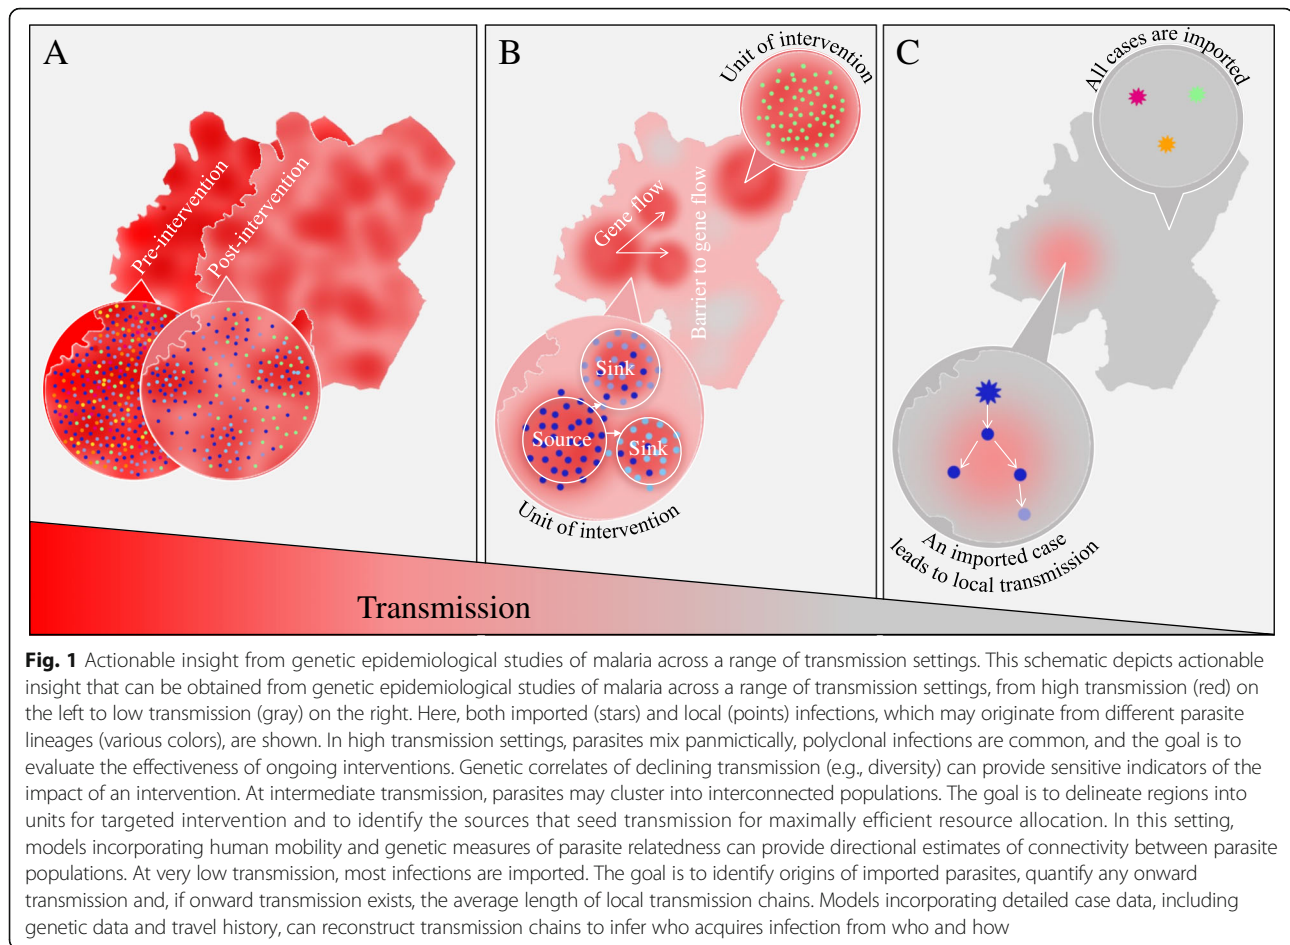 A
Pre-intervention
Post-intervention
B
Unit of intervention
Gene flow
Barrier to gene flow
Sink
Source
Sink
Unit of intervention
C
All cases are imported
An imported case
leads to local transmission
Transmission
Fig. 1 Actionable insight from genetic epidemiological studies of malaria across a range of transmission settings. This schematic depicts actionable
insight that can be obtained from genetic epidemiological studies of malaria across a range of transmission settings, from high transmission (red) on
the left to low transmission (gray) on the right. Here, both imported (stars) and local (points) infections, which may originate from different parasite
lineages (various colors), are shown. In high transmission settings, parasites mix panmictically, polyclonal infections are common, and the goal is to
evaluate the effectiveness of ongoing interventions. Genetic correlates of declining transmission (e.g., diversity) can provide sensitive indicators of the
impact of an intervention. At intermediate transmission, parasites may cluster into interconnected populations. The goal is to delineate regions into
units for targeted intervention and to identify the sources that seed transmission for maximally efficient resource allocation. In this setting,
models incorporating human mobility and genetic measures of parasite relatedness can provide directional estimates of connectivity between parasite
populations. At very low transmission, most infections are imported. The goal is to identify origins of imported parasites, quantify any onward
transmission and, if onward transmission exists, the average length of local transmission chains. Models incorporating detailed case data, including
genetic data and travel history, can reconstruct transmission chains to infer who acquires infection from who and how